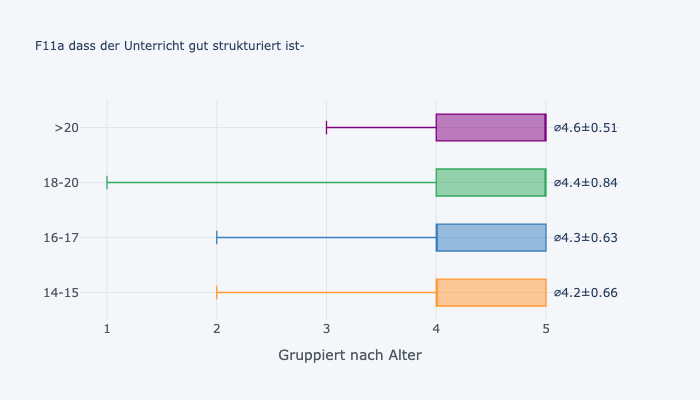 F11a dass der Unterricht gut strukturiert ist-
>20
⌀4.6±0.51
18-20
⌀4.4±0.84
16-17
⌀4.3±0.63
14-15
⌀4.2±0.66
1 2 3 4 5
Gruppiert nach Alter